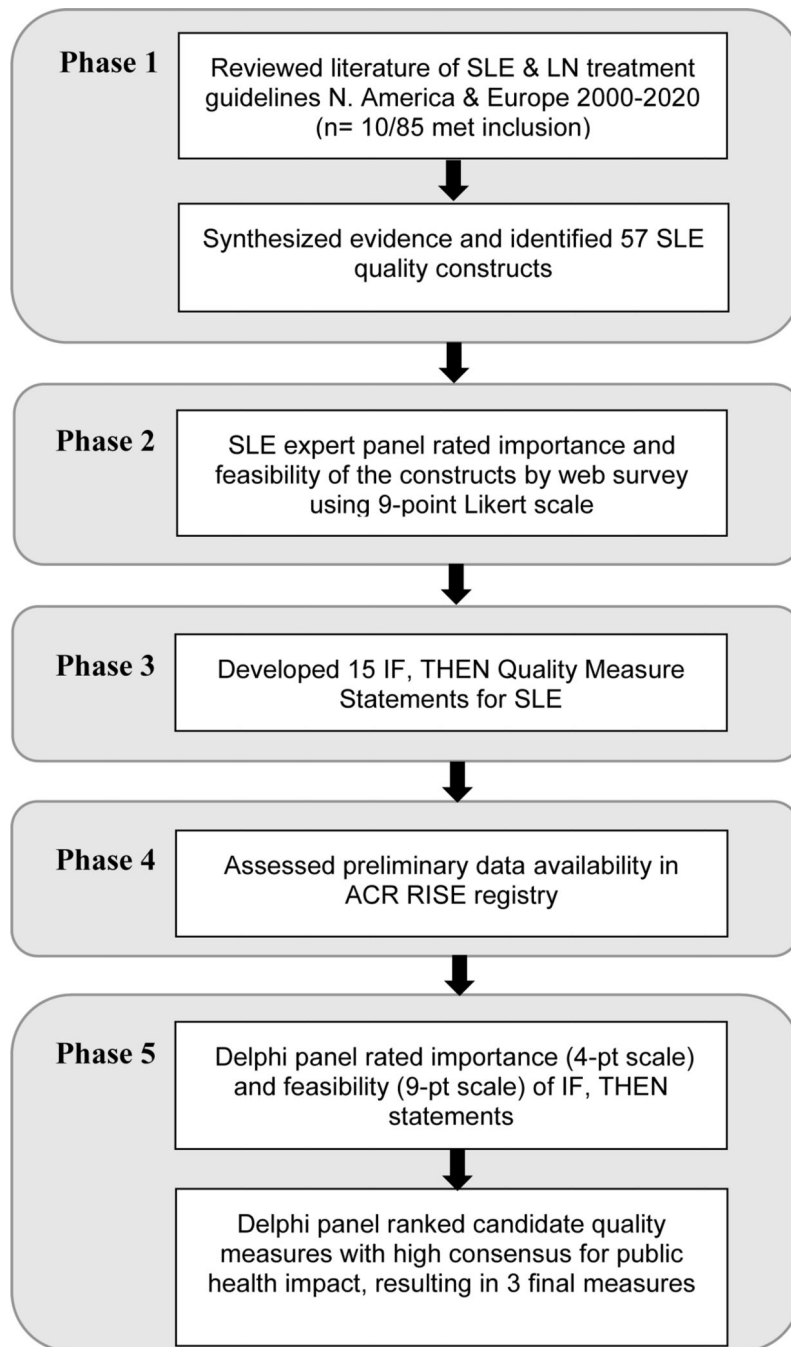 Phase 1
Reviewed literature of SLE & LN treatment
guidelines N. America & Europe 2000-2020
(n= 10/85 met inclusion)
Synthesized evidence and identified 57 SLE
quality constructs
Phase 2
SLE expert panel rated importance and
feasibility of the constructs by web survey
using 9-point Likert scale
Phase 3
Developed 15 IF, THEN Quality Measure
Statements for SLE
Phase 4
Assessed preliminary data availability in
ACR RISE registry
Phase 5
Delphi panel rated importance (4-pt scale)
and feasibility (9-pt scale) of IF, THEN
statements
Delphi panel ranked candidate quality
measures with high consensus for public
health impact, resulting in 3 final measures